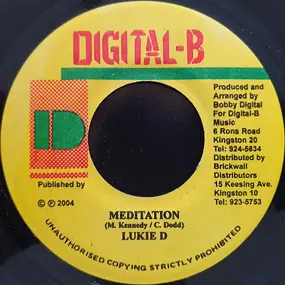 DIGITAL-B
D
Produced and
Arranged by
Bobby Digital
For Digital-B
Music
6 Rons Road
Kingston 20
Tel: 924-5634
Distributed by
Brickwall
Distributors
15 Keesing Ave.
Kingston 10
Tel: 923-5753
Published by
© ℗ 2004
MEDITATION
(M. Kennedy / C. Dodd)
LUKIE D
UNAUTHORISED COPYING STRICTLY PROHIBITED